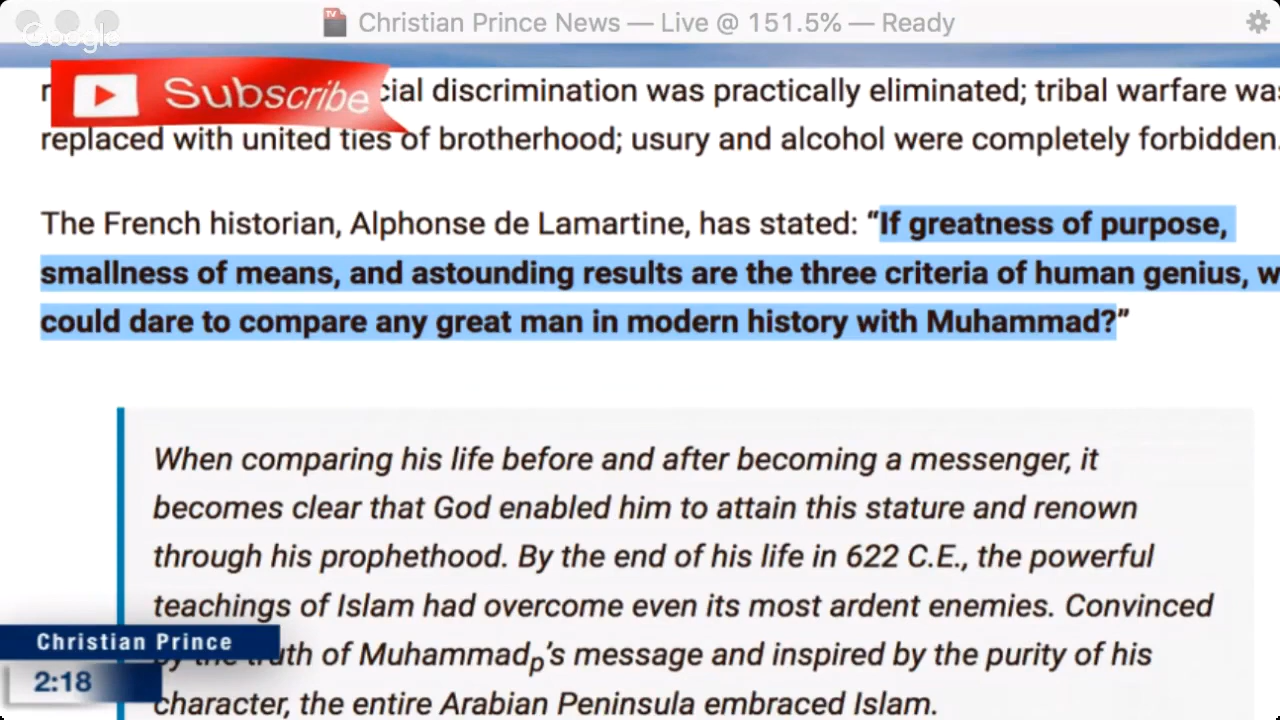 Christian Prince News — Live @ 151.5% — Ready
Google
Subscribe
cial discrimination was practically eliminated; tribal warfare was
replaced with united ties of brotherhood; usury and alcohol were completely forbidden.
The French historian, Alphonse de Lamartine, has stated: “If greatness of purpose,
smallness of means, and astounding results are the three criteria of human genius, w
could dare to compare any great man in modern history with Muhammad?”
When comparing his life before and after becoming a messenger, it
becomes clear that God enabled him to attain this stature and renown
through his prophethood. By the end of his life in 622 C.E., the powerful
teachings of Islam had overcome even its most ardent enemies. Convinced
by the truth of Muhammadp’s message and inspired by the purity of his
character, the entire Arabian Peninsula embraced Islam.
Christian Prince
2:18